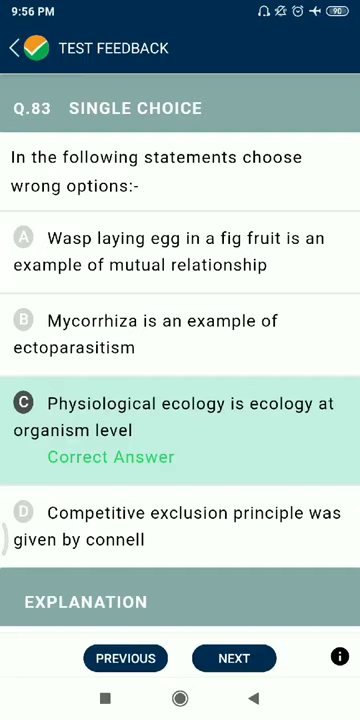 9:56 PM
90
TEST FEEDBACK
Q.83 SINGLE CHOICE
In the following statements choose
wrong options:-
A Wasp laying egg in a fig fruit is an
example of mutual relationship
B Mycorrhiza is an example of
ectoparasitism
C Physiological ecology is ecology at
organism level
Correct Answer
D Competitive exclusion principle was
given by connell
EXPLANATION
PREVIOUS
NEXT
i